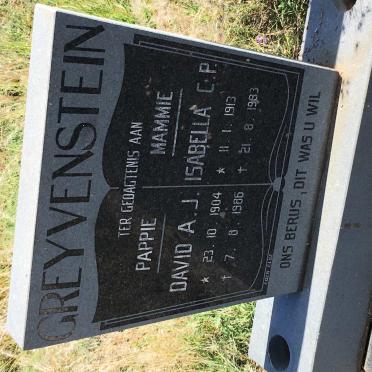 GREYVENSTEIN
TER GEDAGTENIS AAN
PAPPIE MAMMIE
DAVID A.J. ISABELLA C.P.
* 23.10.1904 * 11.1.1913
† 7.8.1986 † 21.8.1983
ONS BERUS, DIT WAS U WIL